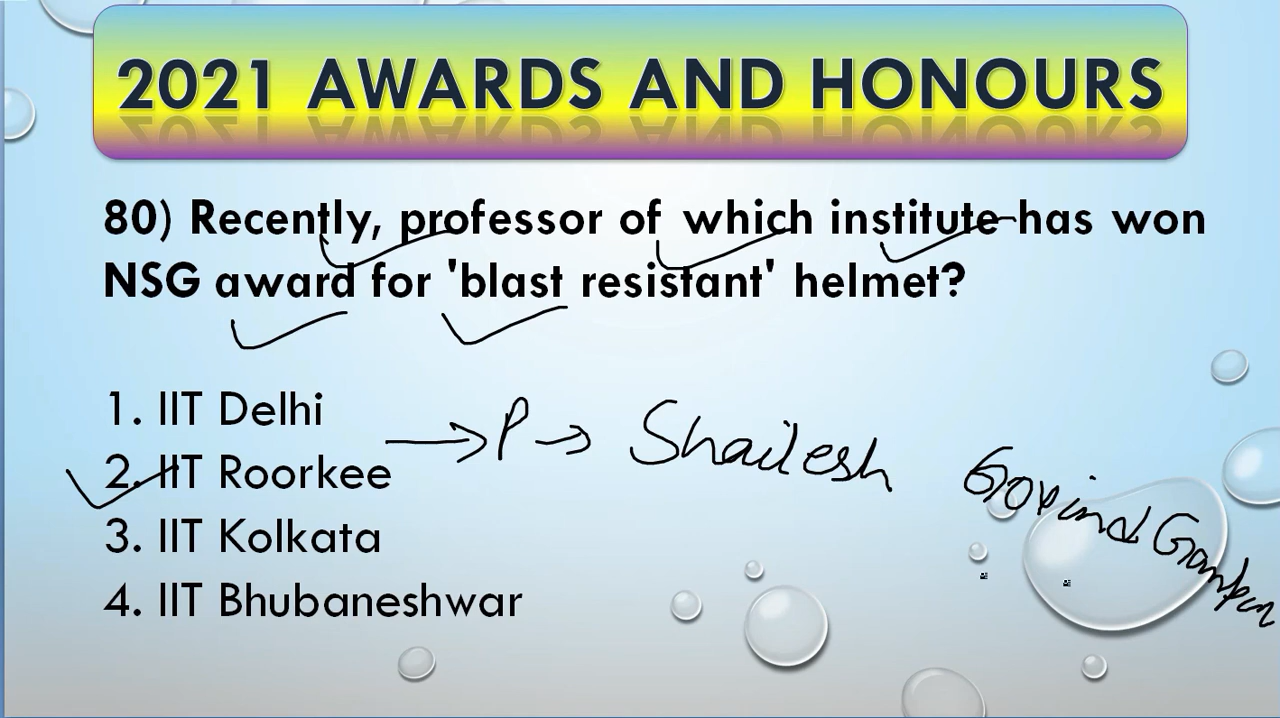 2021 AWARDS AND HONOURS
80) Recently, professor of which institute has won
NSG award for 'blast resistant' helmet?
1. IIT Delhi
→ P → Shailesh Govind
2. IIT Roorkee
3. IIT Kolkata
4. IIT Bhubaneshwar